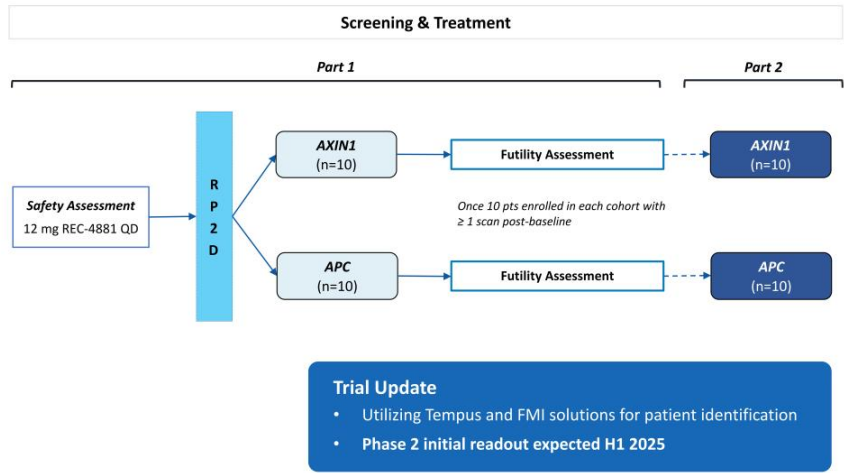 Screening & Treatment
Part 1
Part 2
AXIN1
(n=10)
Futility Assessment
AXIN1
(n=10)
R
P
2
D
Safety Assessment
12 mg REC-4881 QD
Once 10 pts enrolled in each cohort with
≥ 1 scan post-baseline
APC
(n=10)
Futility Assessment
APC
(n=10)
Trial Update
• Utilizing Tempus and FMI solutions for patient identification
• Phase 2 initial readout expected H1 2025